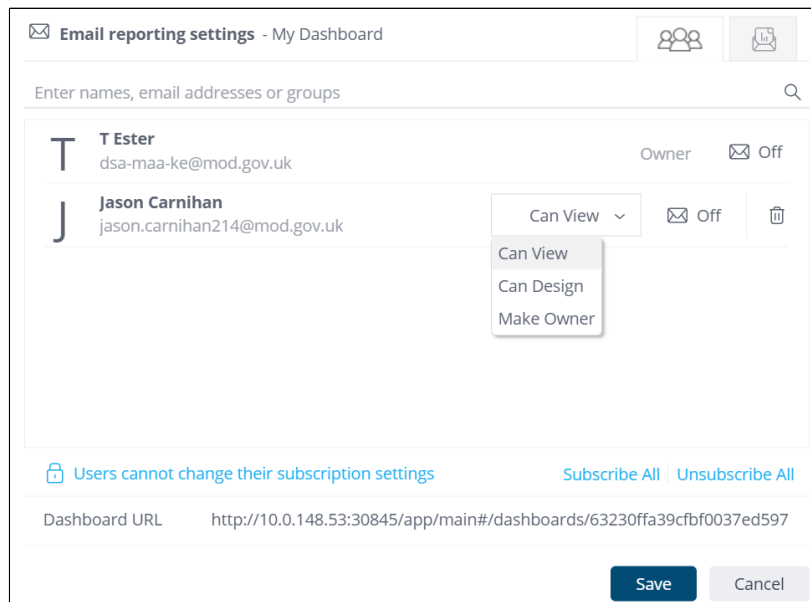 Email reporting settings - My Dashboard
Enter names, email addresses or groups
T
T Ester
dsa-maa-ke@mod.gov.uk
Owner
Off
J
Jason Carnihan
jason.carnihan214@mod.gov.uk
Can View
Off
Can View
Can Design
Make Owner
Users cannot change their subscription settings
Subscribe All
Unsubscribe All
Dashboard URL
http://10.0.148.53:30845/app/main#/dashboards/63230ffa39cfbf0037ed597
Save
Cancel